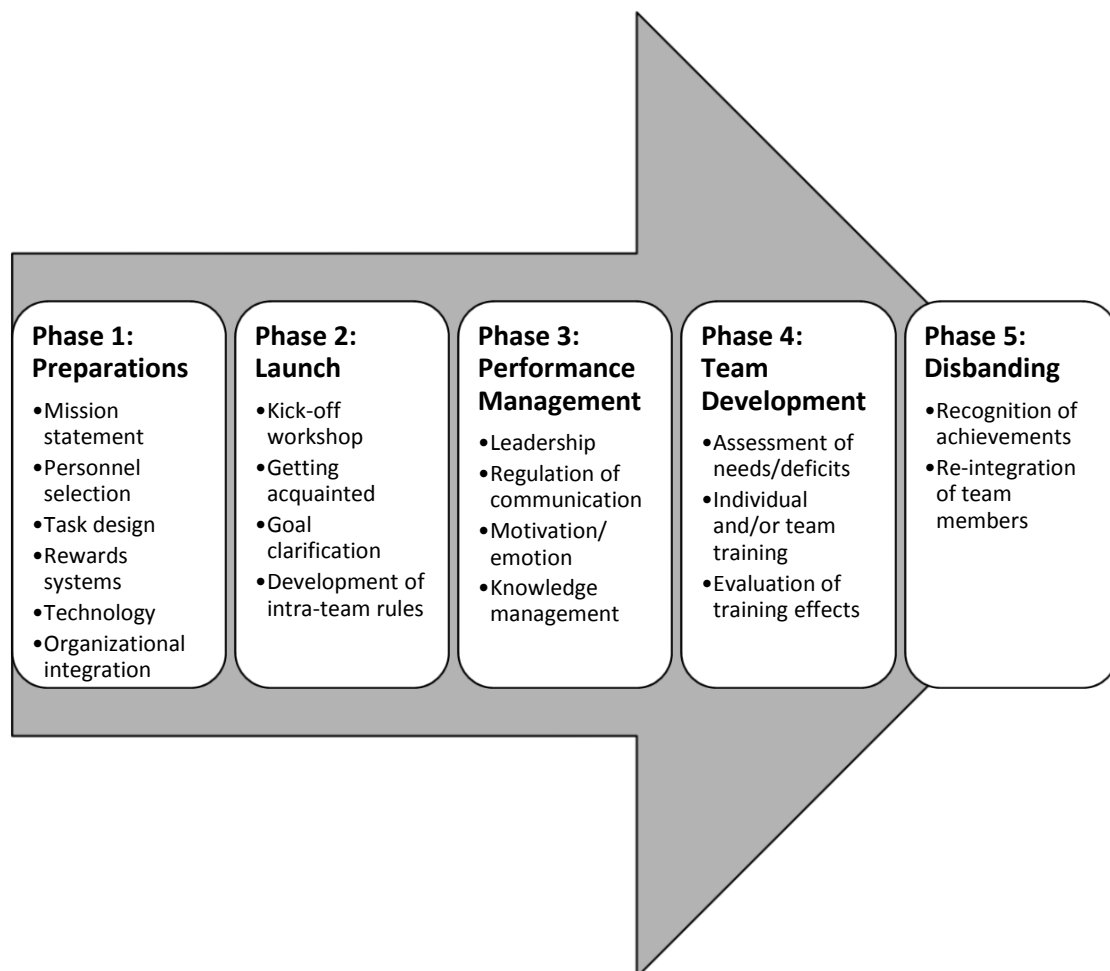 Phase 1:
Preparations
•Mission
statement
•Personnel
selection
•Task design
•Rewards
systems
•Technology
•Organizational
integration
Phase 2:
Launch
•Kick-off
workshop
•Getting
acquainted
•Goal
clarification
•Development of
intra-team rules
Phase 3:
Performance
Management
•Leadership
•Regulation of
communication
•Motivation/
emotion
•Knowledge
management
Phase 4:
Team
Development
•Assessment of
needs/deficits
•Individual
and/or team
training
•Evaluation of
training effects
Phase 5:
Disbanding
•Recognition of
achievements
•Re-integration
of team
members